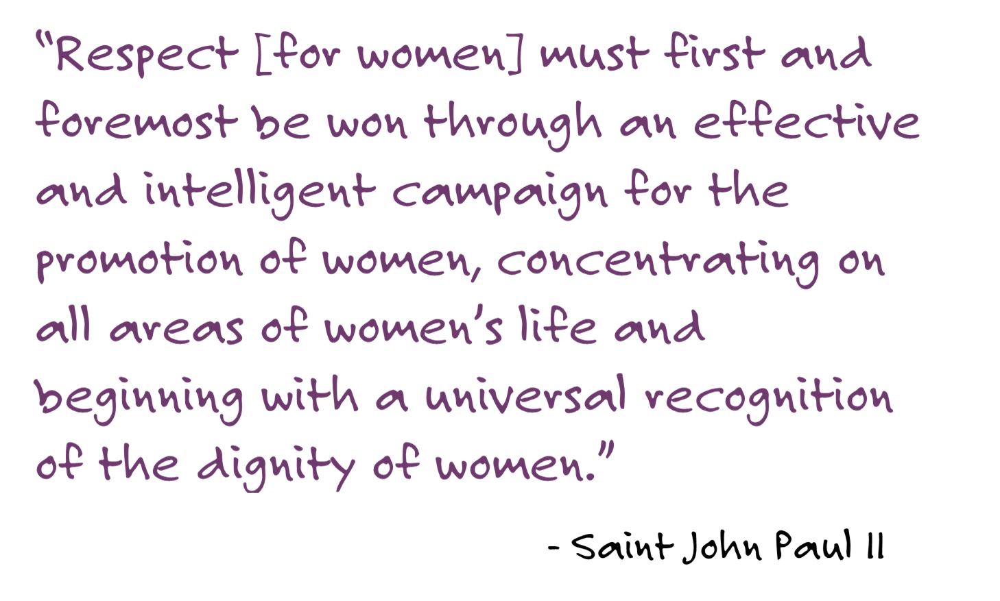 “Respect [for women] must first and
foremost be won through an effective
and intelligent campaign for the
promotion of women, concentrating on
all areas of women’s life and
beginning with a universal recognition
of the dignity of women.”
- Saint John Paul II